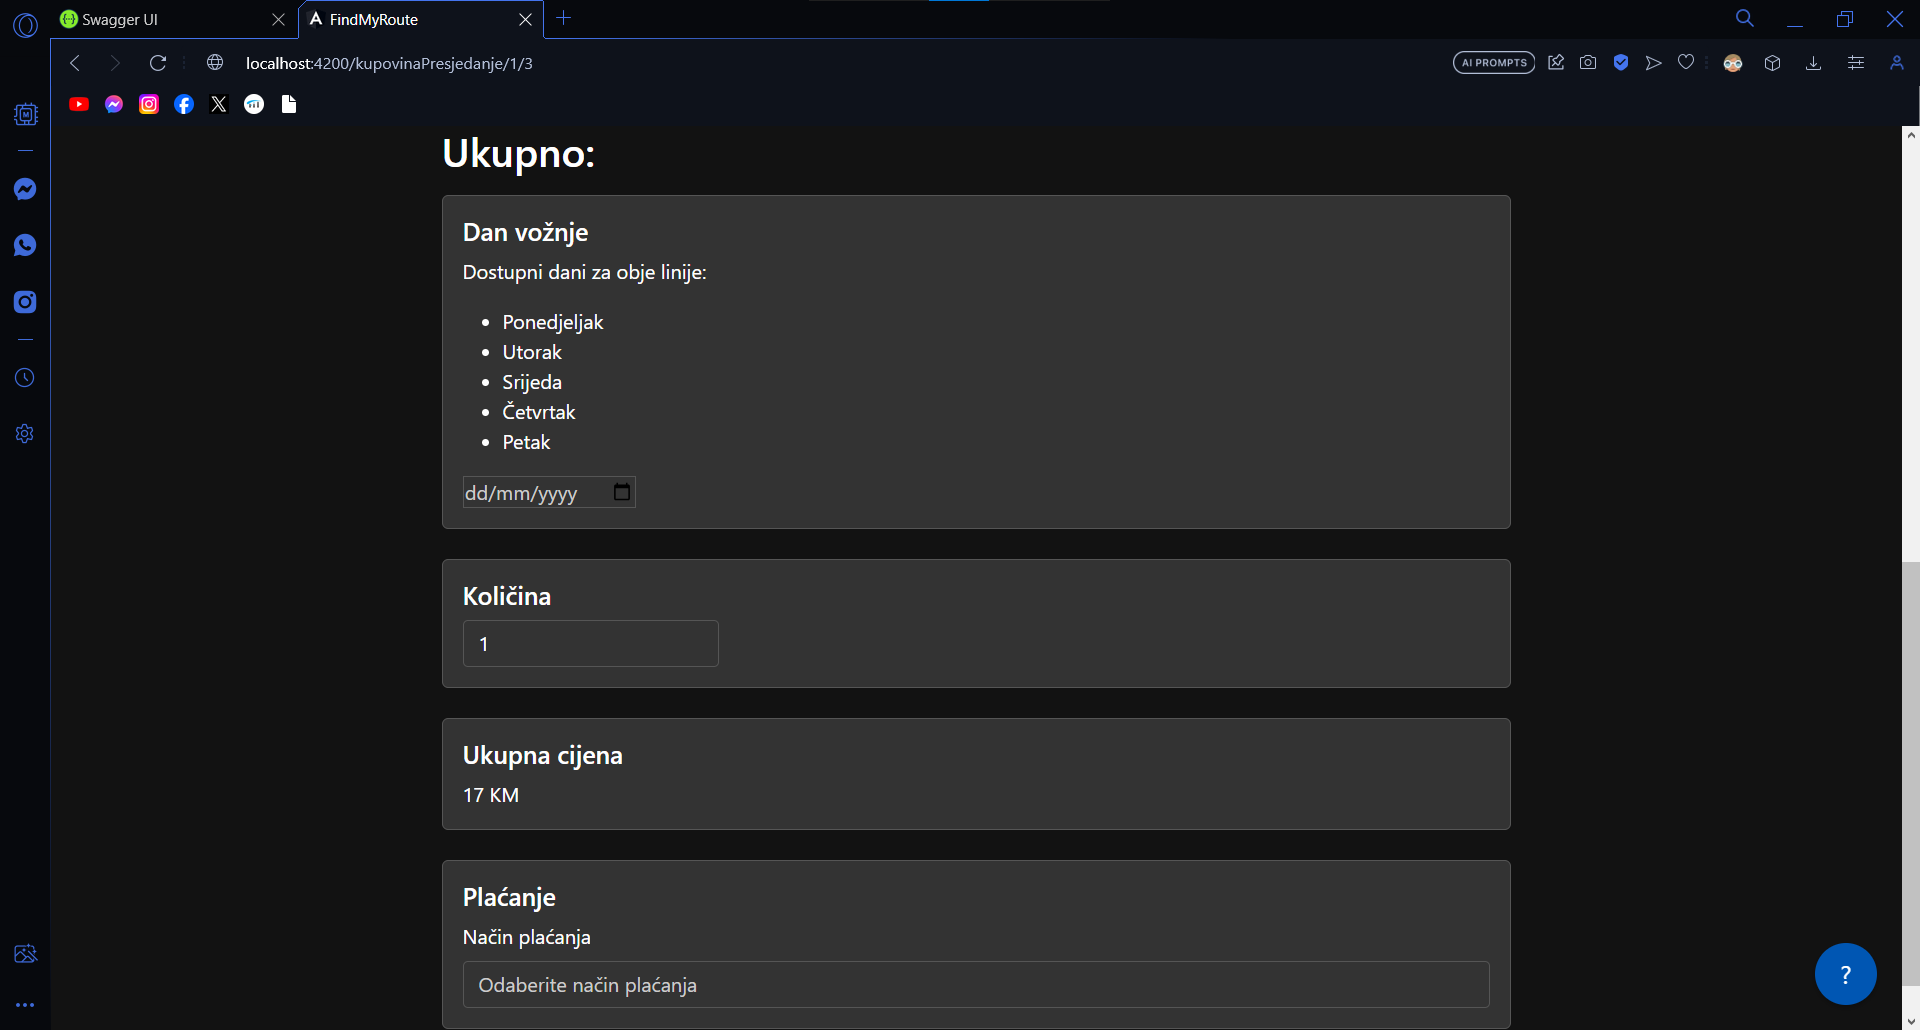 Swagger UI
FindMyRoute
localhost:4200/kupovinaPresjedanje/1/3
AI PROMPTS
Ukupno:
Dan vožnje
Dostupni dani za obje linije:
Ponedjeljak
Utorak
Srijeda
Četvrtak
Petak
dd/mm/yyyy
Količina
1
Ukupna cijena
17 KM
Plaćanje
Način plaćanja
Odaberite način plaćanja
?